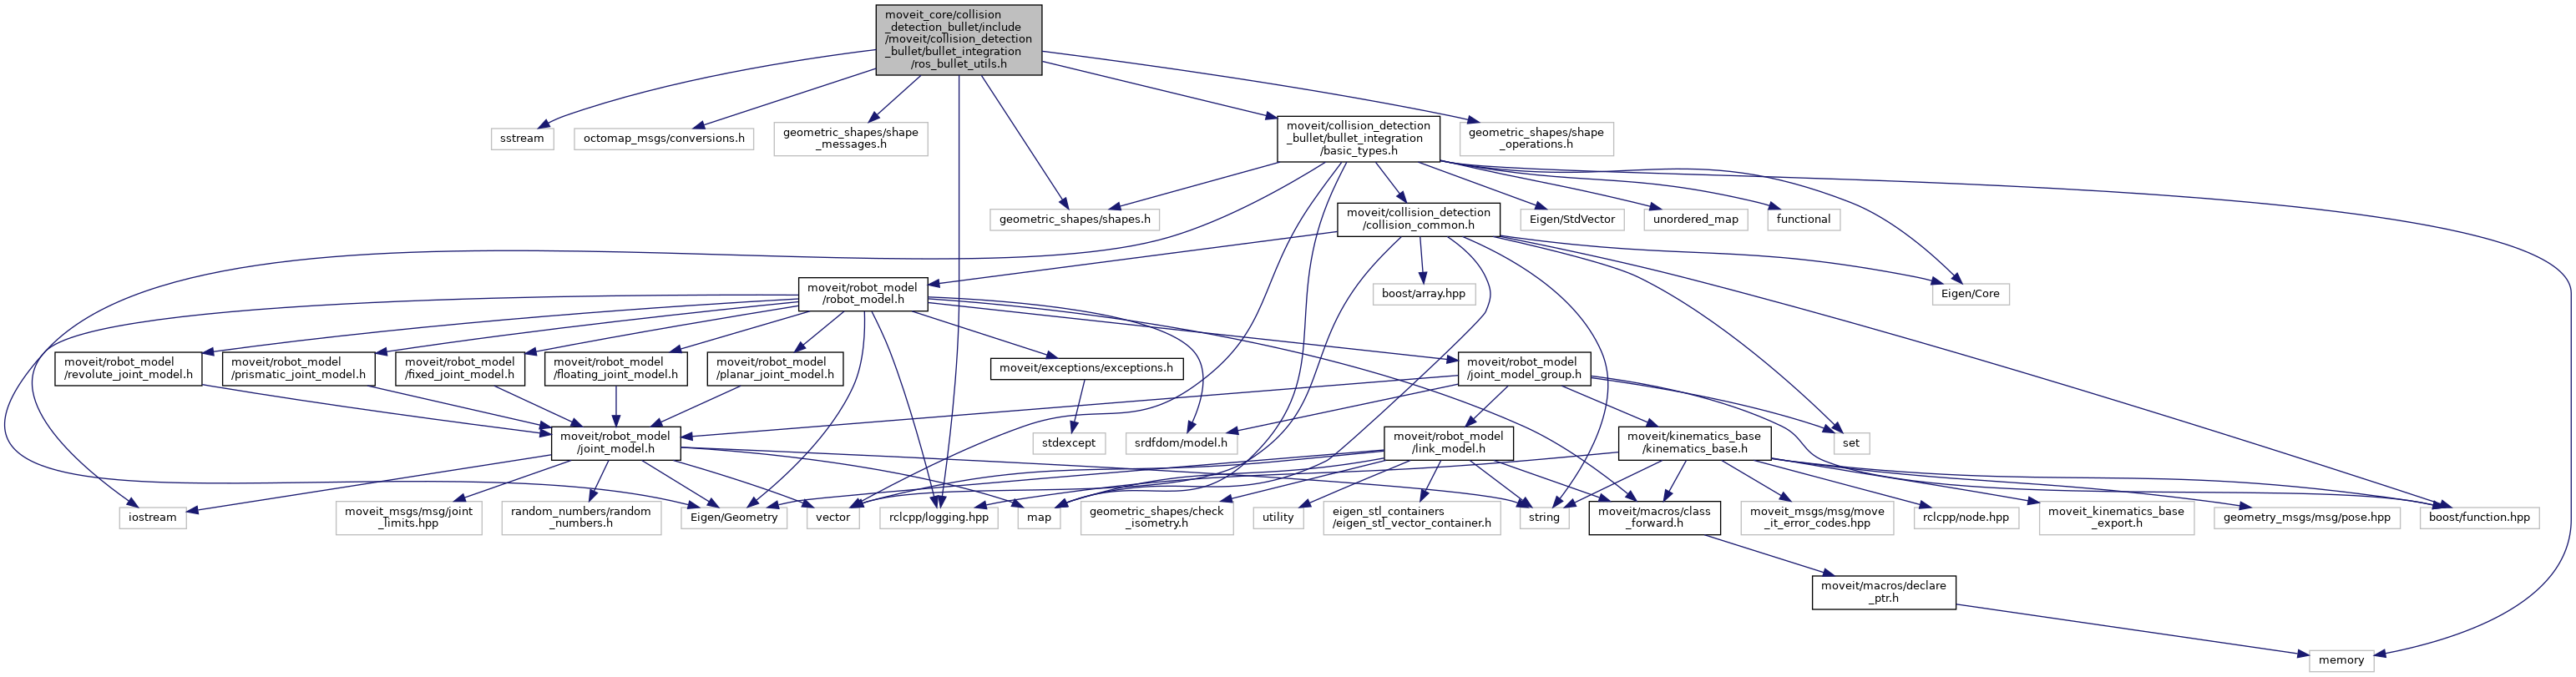 moveit_core/collision
_detection_bullet/include
/moveit/collision_detection
_bullet/bullet_integration
/ros_bullet_utils.h
sstream
octomap_msgs/conversions.h
geometric_shapes/shape
_messages.h
moveit/collision_detection
_bullet/bullet_integration
/basic_types.h
geometric_shapes/shape
_operations.h
geometric_shapes/shapes.h
moveit/collision_detection
/collision_common.h
Eigen/StdVector
unordered_map
functional
moveit/robot_model
/robot_model.h
boost/array.hpp
Eigen/Core
moveit/robot_model
/revolute_joint_model.h
moveit/robot_model
/prismatic_joint_model.h
moveit/robot_model
/fixed_joint_model.h
moveit/robot_model
/floating_joint_model.h
moveit/robot_model
/planar_joint_model.h
moveit/exceptions/exceptions.h
moveit/robot_model
/joint_model_group.h
moveit/robot_model
/joint_model.h
stdexcept
srdfdom/model.h
moveit/robot_model
/link_model.h
moveit/kinematics_base
/kinematics_base.h
set
iostream
moveit_msgs/msg/joint
_limits.hpp
random_numbers/random
_numbers.h
Eigen/Geometry
vector
rclcpp/logging.hpp
map
geometric_shapes/check
_isometry.h
utility
eigen_stl_containers
/eigen_stl_vector_container.h
string
moveit/macros/class
_forward.h
moveit_msgs/msg/move
_it_error_codes.hpp
rclcpp/node.hpp
moveit_kinematics_base
_export.h
geometry_msgs/msg/pose.hpp
boost/function.hpp
moveit/macros/declare
_ptr.h
memory